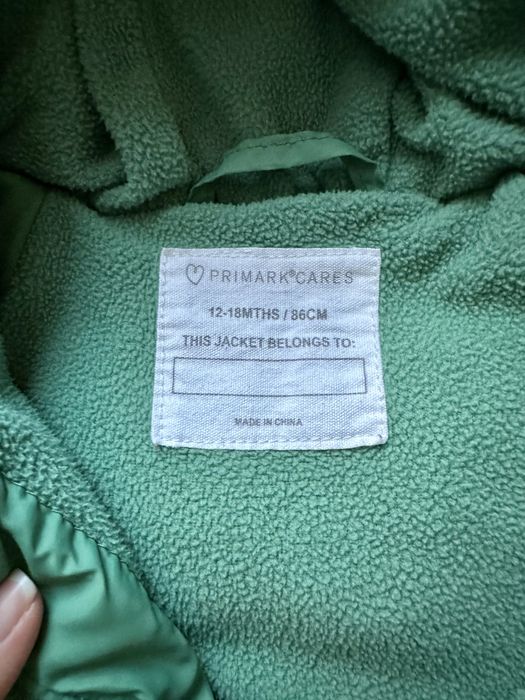 PRIMARK®CARES
12-18MTHS / 86CM
THIS JACKET BELONGS TO:
MADE IN CHINA